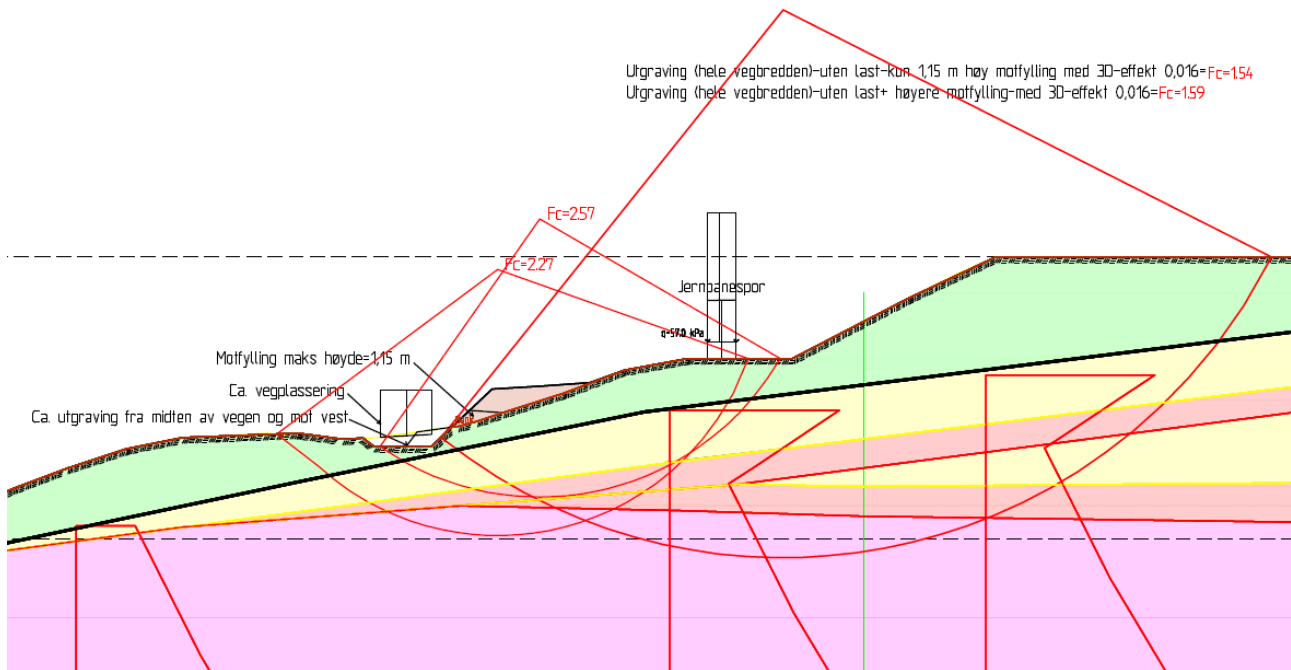 Utgraving (hele vegbredden)-uten last-kun 1,15 m høy motfylling med 3D-effekt 0,016=Fc=1.54
Utgraving (hele vegbredden)-uten last+ høyere motfylling-med 3D-effekt 0,016=Fc=1.59
Fc=2.57
Fc=2.27
Jernbanespor
q=57.0 kPa
Motfylling maks høyde=1,15 m
Ca. vegplassering
Ca. utgraving fra midten av vegen og mot vest